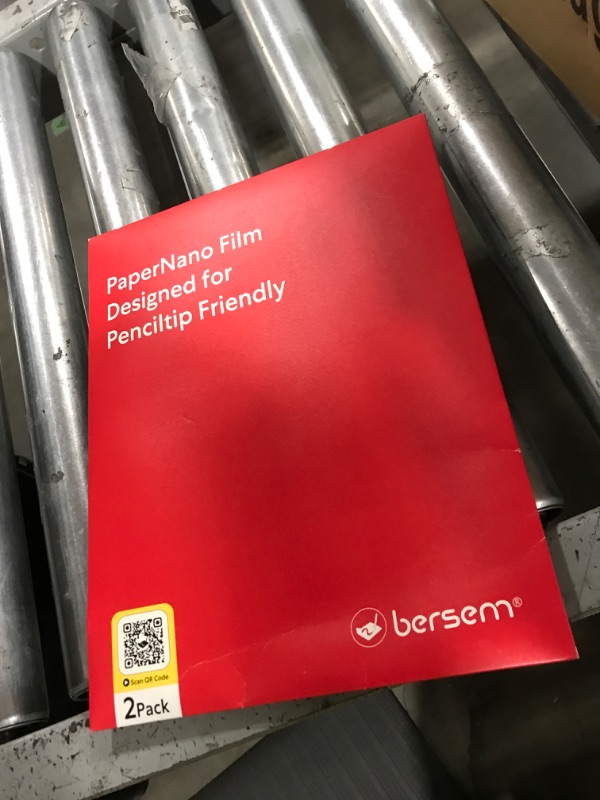 PaperNano Film
Designed for
Penciltip Friendly
bersem®
Scan QR Code
2Pack